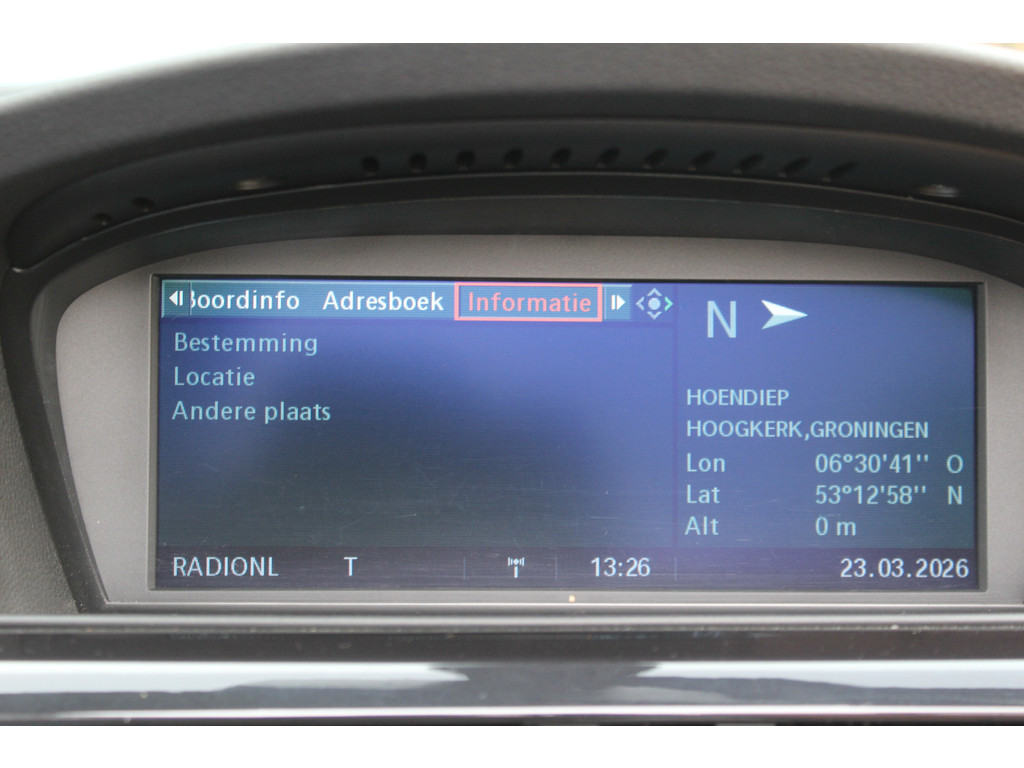 Boordinfo Adresboek Informatie
Bestemming
Locatie
Andere plaats
N
HOENDIEP
HOOGKERK,GRONINGEN
Lon 06°30'41'' O
Lat 53°12'58'' N
Alt 0 m
RADIONL T 13:26 23.03.2026